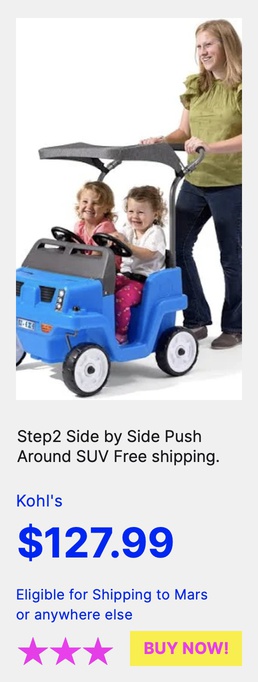 Step2 Side by Side Push
Around SUV Free shipping.
Kohl's
$127.99
Eligible for Shipping to Mars
or anywhere else
BUY NOW!